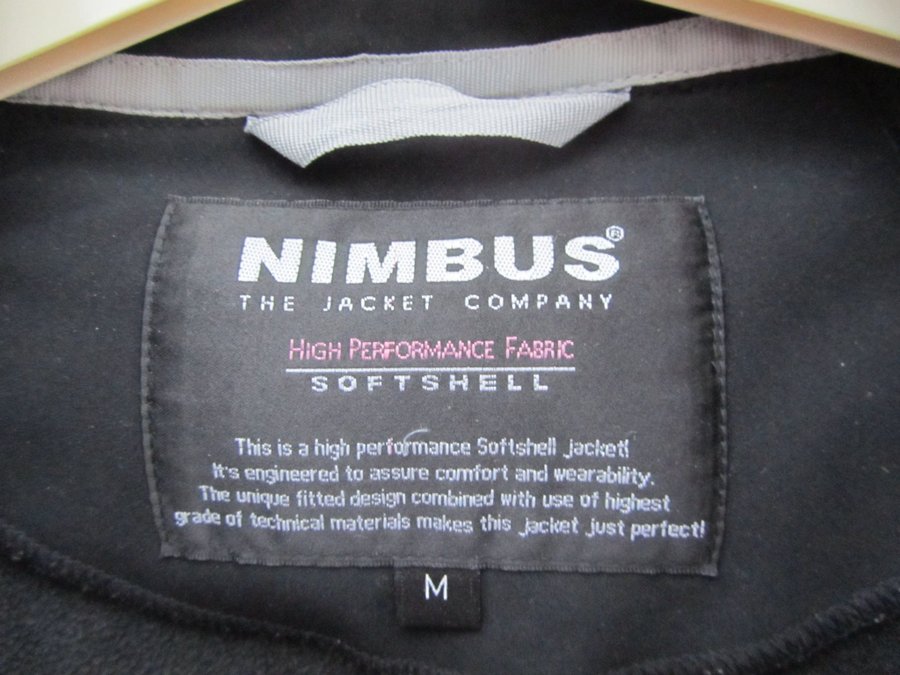 NIMBUS®
THE JACKET COMPANY
HIGH PERFORMANCE FABRIC
SOFTSHELL
This is a high performance Softshell jacket!
It's engineered to assure comfort and wearability.
The unique fitted design combined with use of highest
grade of technical materials makes this jacket just perfect!
M